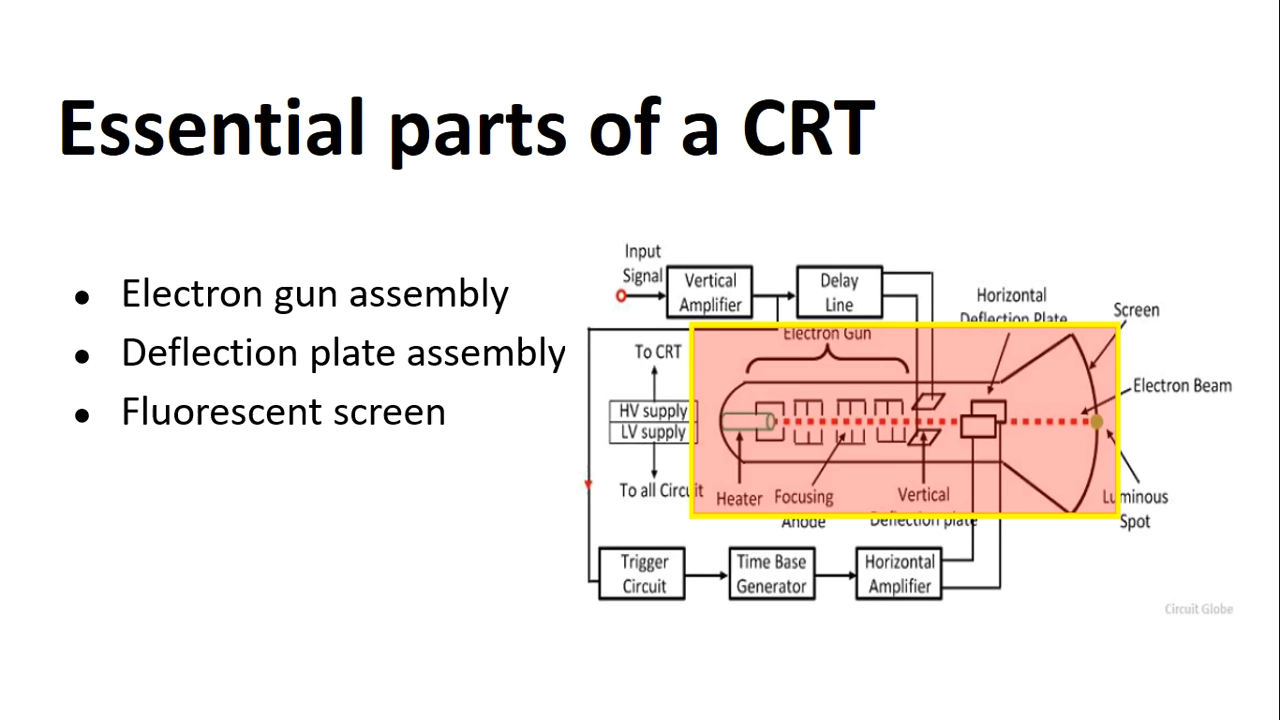 Essential parts of a CRT
● Electron gun assembly
● Deflection plate assembly
● Fluorescent screen
Input
Signal
Vertical
Amplifier
Delay
Line
Horizontal
Deflection Plate
Screen
Electron Gun
To CRT
Electron Beam
HV supply
LV supply
To all Circuit
Heater
Focusing
Anode
Vertical
Deflection plate
Luminous
Spot
Trigger
Circuit
Time Base
Generator
Horizontal
Amplifier
Circuit Globe